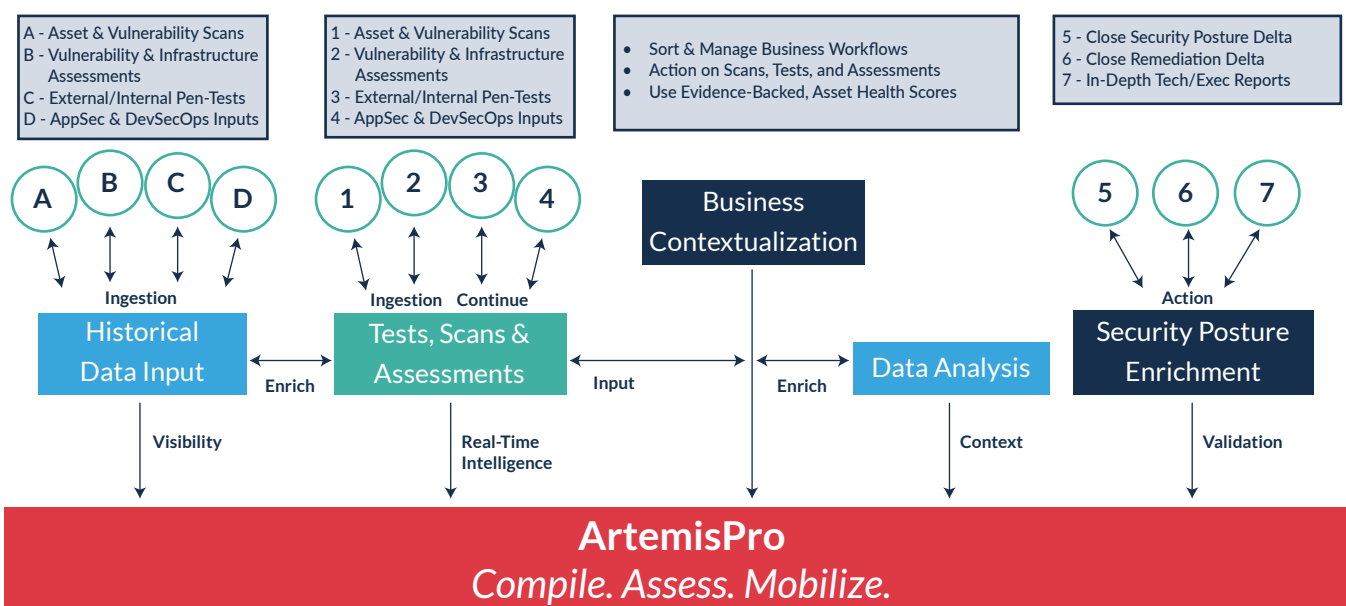 A - Asset & Vulnerability Scans
B - Vulnerability & Infrastructure
Assessments
C - External/Internal Pen-Tests
D - AppSec & DevSecOps Inputs
1 - Asset & Vulnerability Scans
2 - Vulnerability & Infrastructure
Assessments
3 - External/Internal Pen-Tests
4 - AppSec & DevSecOps Inputs
• Sort & Manage Business Workflows
• Action on Scans, Tests, and Assessments
• Use Evidence-Backed, Asset Health Scores
5 - Close Security Posture Delta
6 - Close Remediation Delta
7 - In-Depth Tech/Exec Reports
A
B
C
D
1
2
3
4
5
6
7
Business
Contextualization
Ingestion
Ingestion
Continue
Action
Historical
Data Input
Enrich
Tests, Scans &
Assessments
Input
Enrich
Data Analysis
Security Posture
Enrichment
Visibility
Real-Time
Intelligence
Context
Validation
ArtemisPro
Compile. Assess. Mobilize.